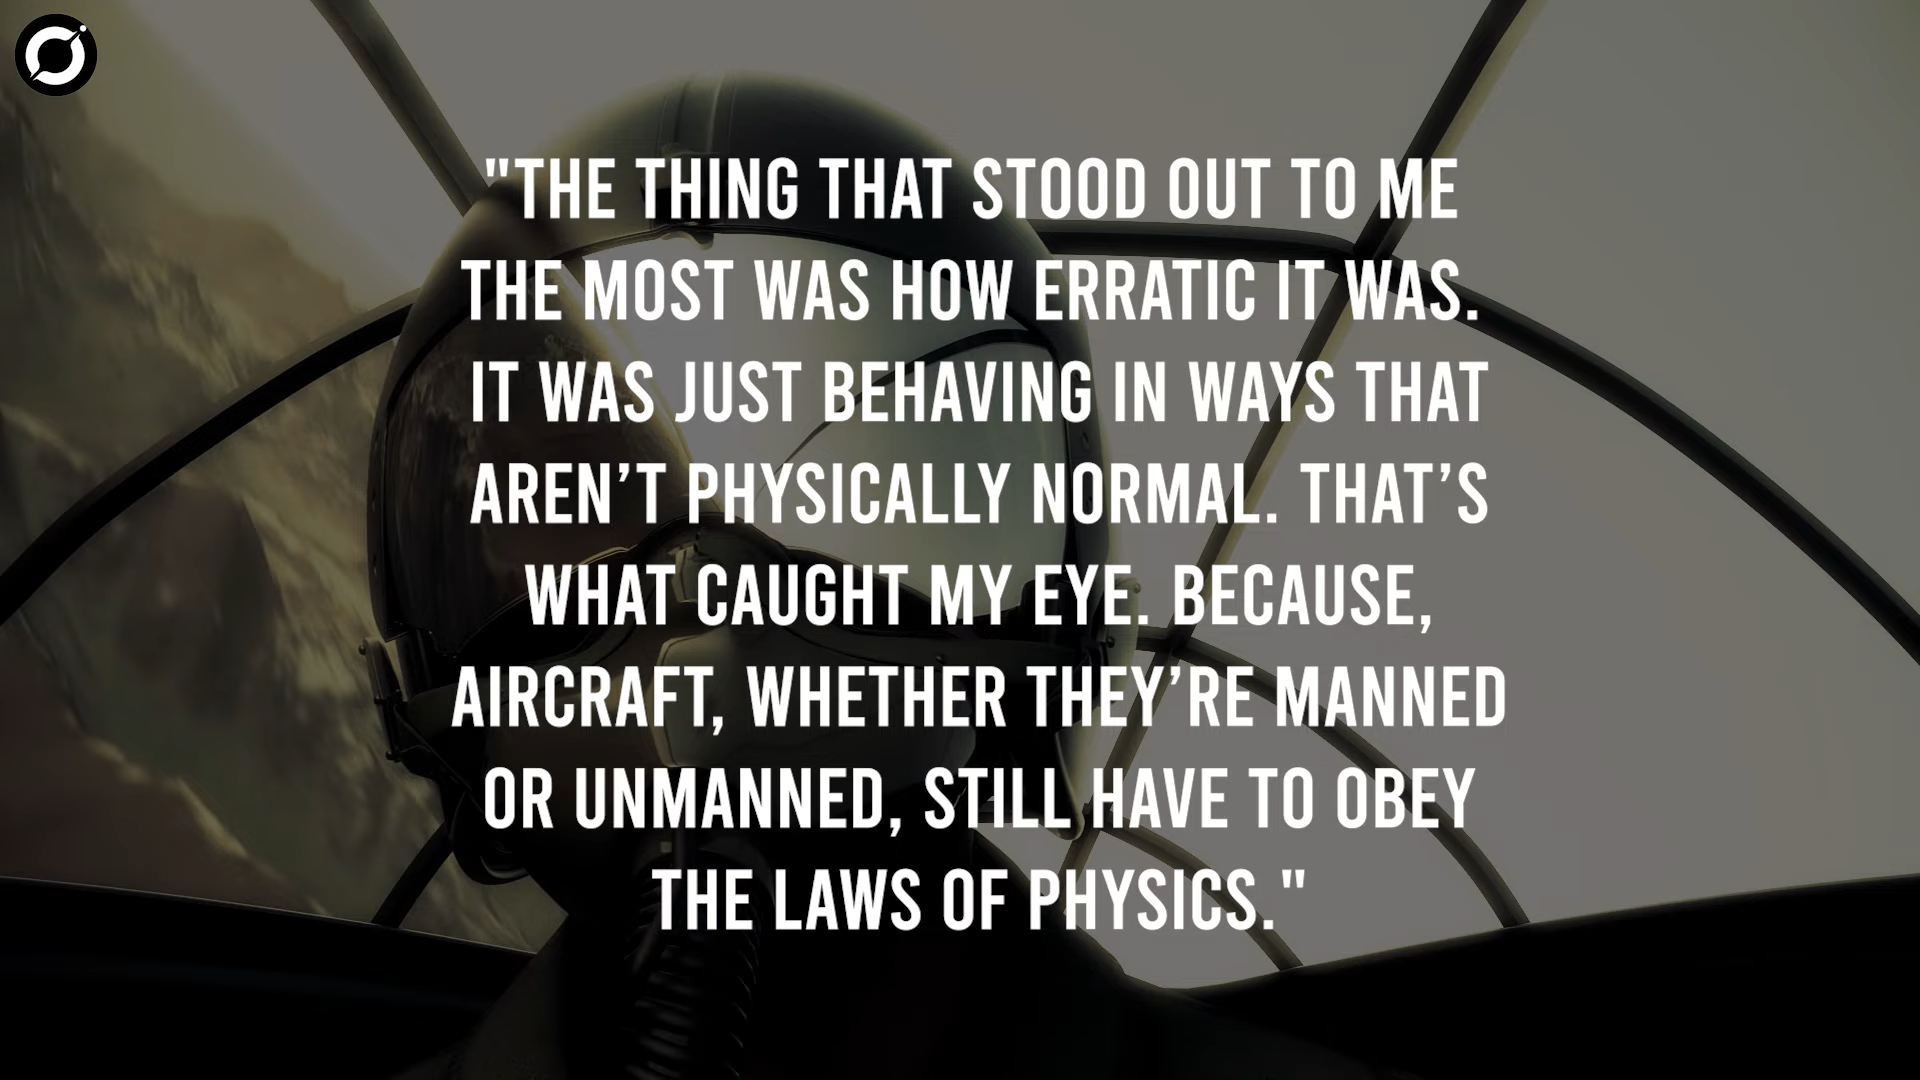 "THE THING THAT STOOD OUT TO ME
THE MOST WAS HOW ERRATIC IT WAS.
IT WAS JUST BEHAVING IN WAYS THAT
AREN’T PHYSICALLY NORMAL. THAT’S
WHAT CAUGHT MY EYE. BECAUSE,
AIRCRAFT, WHETHER THEY’RE MANNED
OR UNMANNED, STILL HAVE TO OBEY
THE LAWS OF PHYSICS."